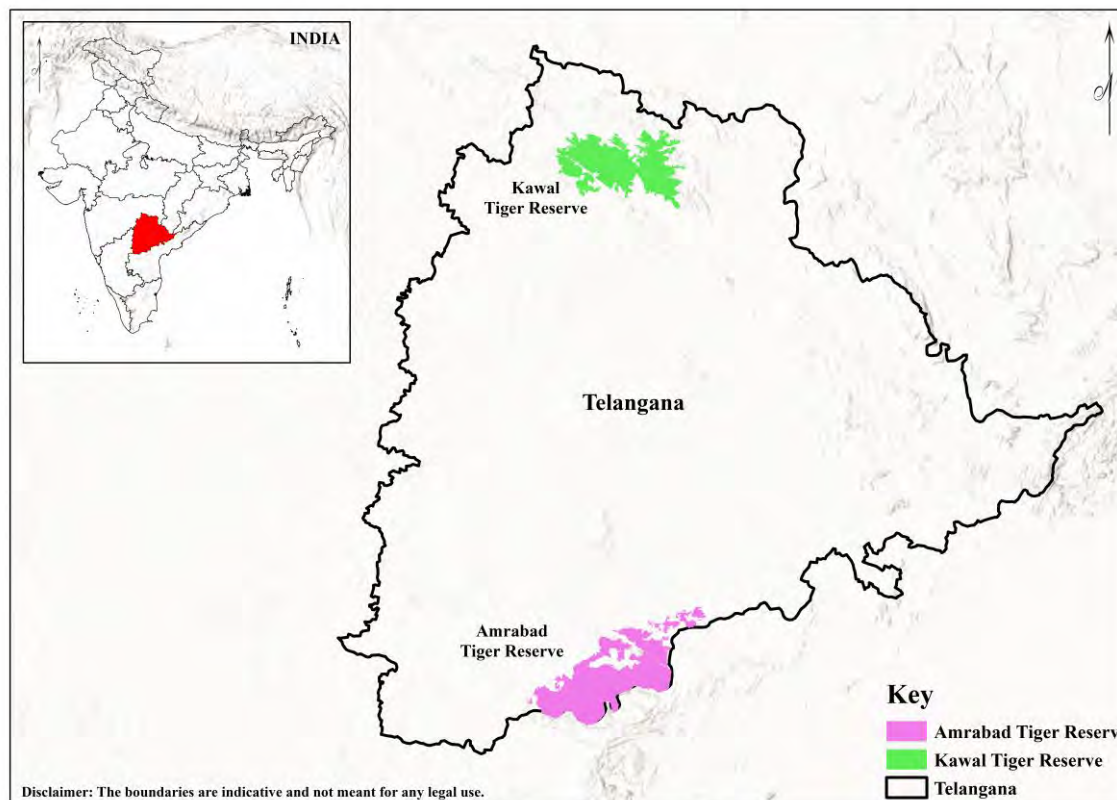 INDIA
Kawal
Tiger Reserve
Telangana
Amrabad
Tiger Reserve
Key
Amrabad Tiger Reserv
Kawal Tiger Reserve
Telangana
Disclaimer: The boundaries are indicative and not meant for any legal use.